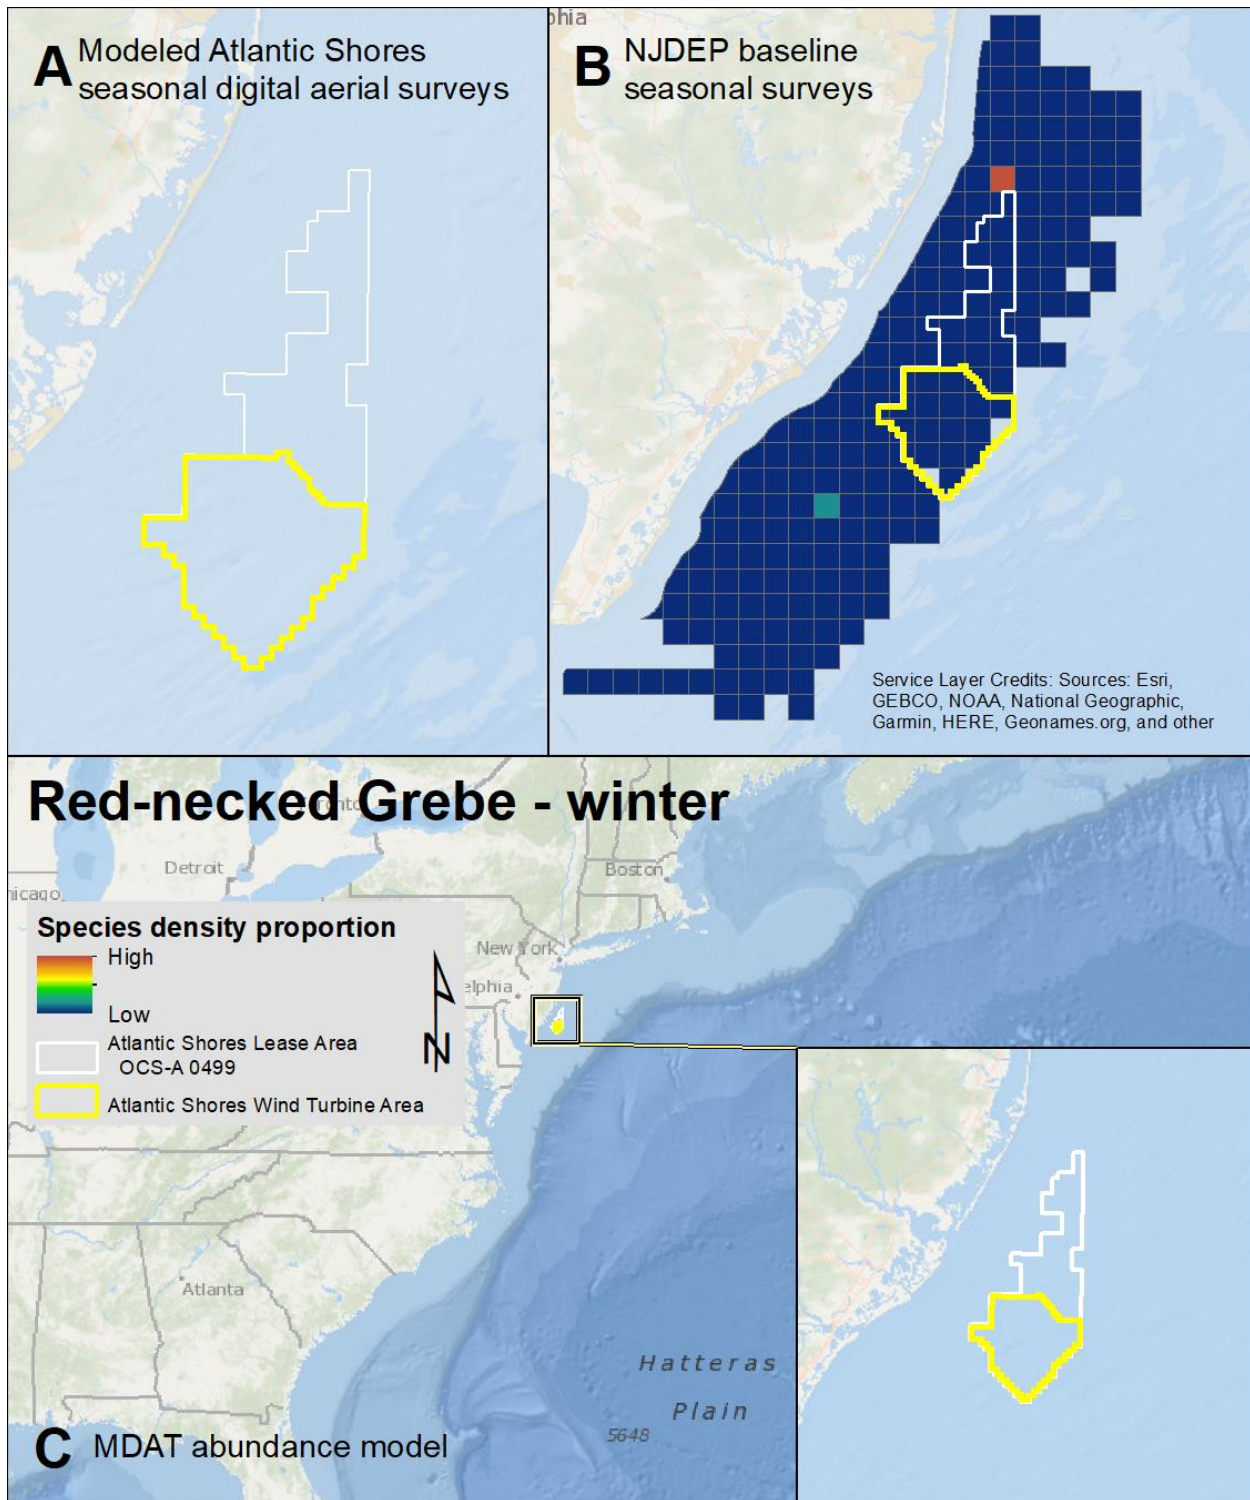 phia
A Modeled Atlantic Shores
seasonal digital aerial surveys
B NJDEP baseline
seasonal surveys
Service Layer Credits: Sources: Esri,
GEBCO, NOAA, National Geographic,
Garmin, HERE, Geonames.org, and other
Red-necked Grebe - winter
Detroit
Boston
hicago
Species density proportion
High
Low
New York
elphia
Atlantic Shores Lease Area
OCS-A 0499
N
Atlantic Shores Wind Turbine Area
Atlanta
Hatteras
Plain
5648
C MDAT abundance model